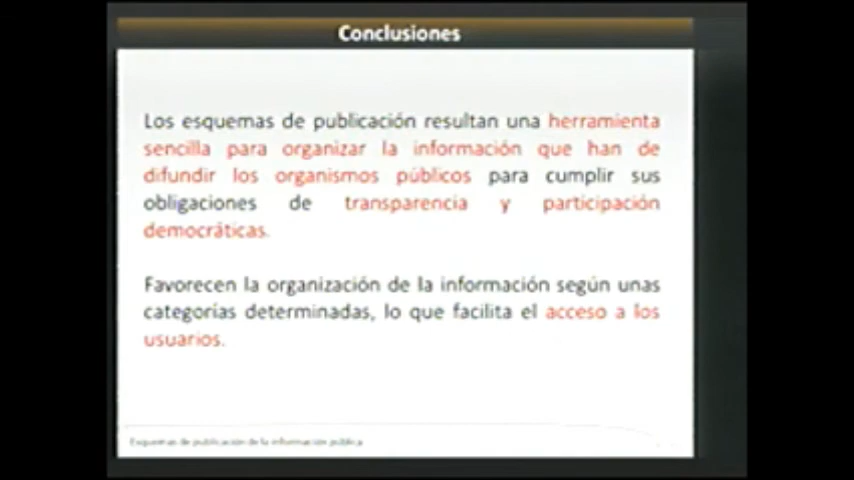 Conclusiones
Los esquemas de publicación resultan una herramienta
sencilla para organizar la información que han de
difundir los organismos públicos para cumplir sus
obligaciones de transparencia y participación
democráticas.
Favorecen la organización de la información según unas
categorías determinadas, lo que facilita el acceso a los
usuarios.
Esquemas de publicación de la información pública